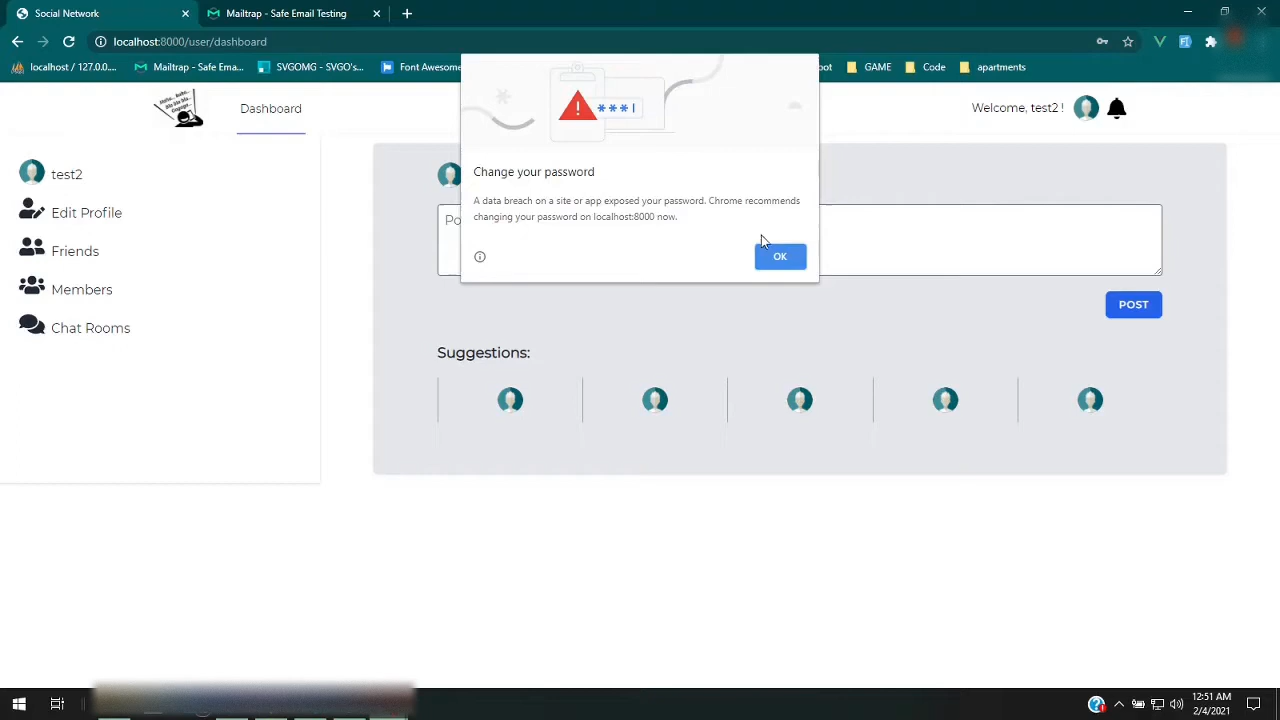 Social Network
Mailtrap - Safe Email Testing
localhost:8000/user/dashboard
localhost / 127.0.0...
Mailtrap - Safe Ema...
SVGOMG - SVGO's...
Font Awesome
oot
GAME
Code
apartments
Dashboard
Welcome, test2 !
test2
Edit Profile
Friends
Members
Chat Rooms
***
Change your password
A data breach on a site or app exposed your password. Chrome recommends
changing your password on localhost:8000 now.
OK
Po
POST
Suggestions:
12:51 AM
2/4/2021